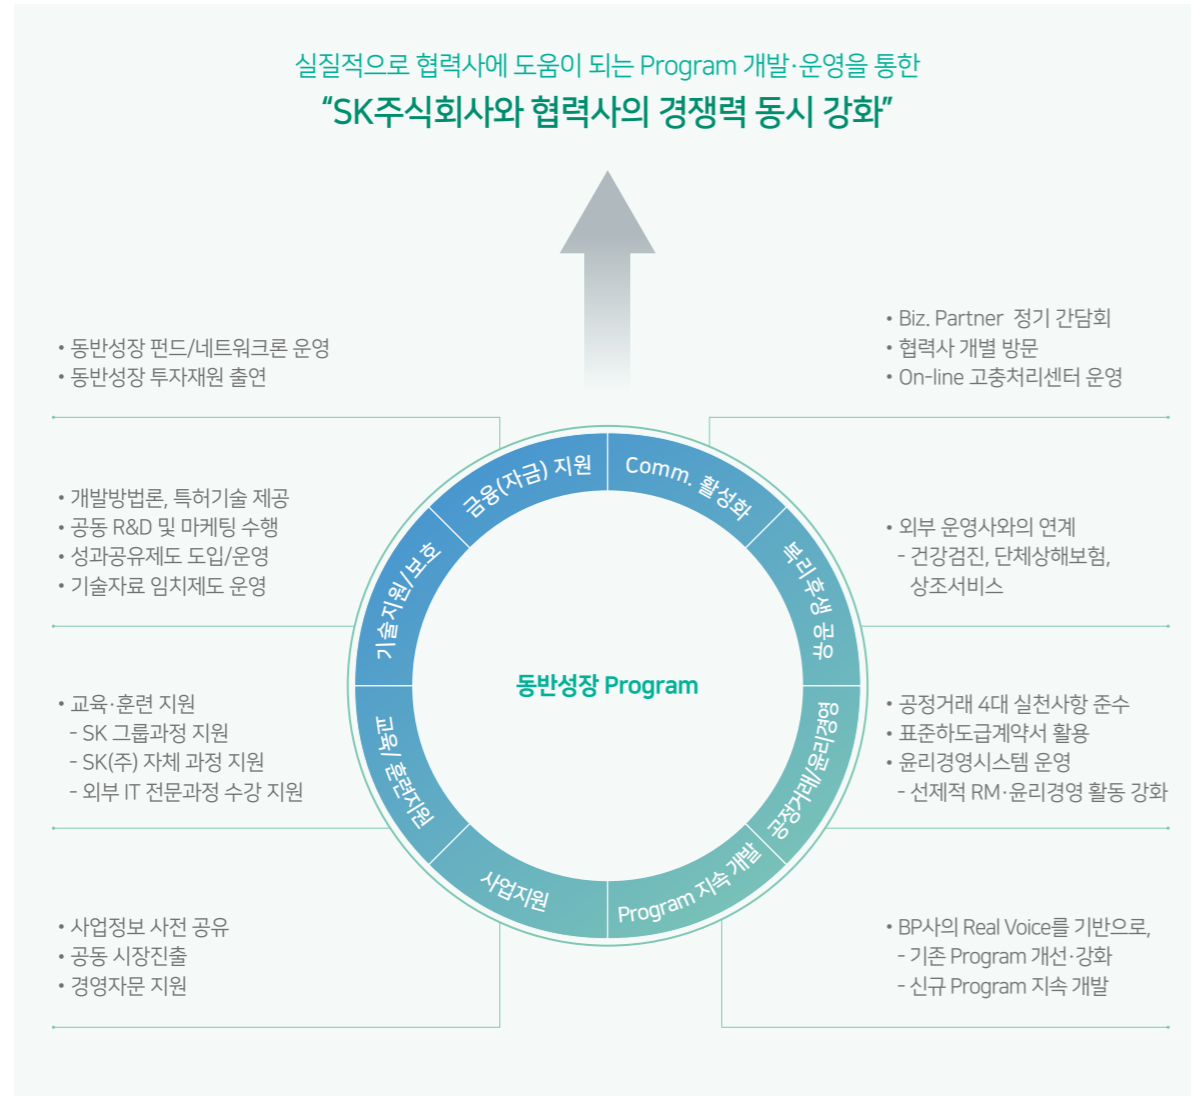 실질적으로 협력사에 도움이 되는 Program 개발·운영을 통한
“SK주식회사와 협력사의 경쟁력 동시 강화”
• 동반성장 펀드/네트워크론 운영
• 동반성장 투자재원 출연
• Biz. Partner 정기 간담회
• 협력사 개별 방문
• On-line 고충처리센터 운영
금융(자금) 지원
Comm. 활성화
• 개발방법론, 특허기술 제공
• 공동 R&D 및 마케팅 수행
• 성과공유제도 도입/운영
• 기술자료 임치제도 운영
기술지원/보호
복리후생 공유
• 외부 운영사와의 연계
- 건강검진, 단체상해보험,
상조서비스
동반성장 Program
• 교육·훈련 지원
- SK 그룹과정 지원
- SK(주) 자체 과정 지원
- 외부 IT 전문과정 수강 지원
교육/ 훈련지원
공정거래/윤리경영
• 공정거래 4대 실천사항 준수
• 표준하도급계약서 활용
• 윤리경영시스템 운영
- 선제적 RM·윤리경영 활동 강화
사업지원
Program 지속 개발
• 사업정보 사전 공유
• 공동 시장진출
• 경영자문 지원
• BP사의 Real Voice를 기반으로,
- 기존 Program 개선·강화
- 신규 Program 지속 개발